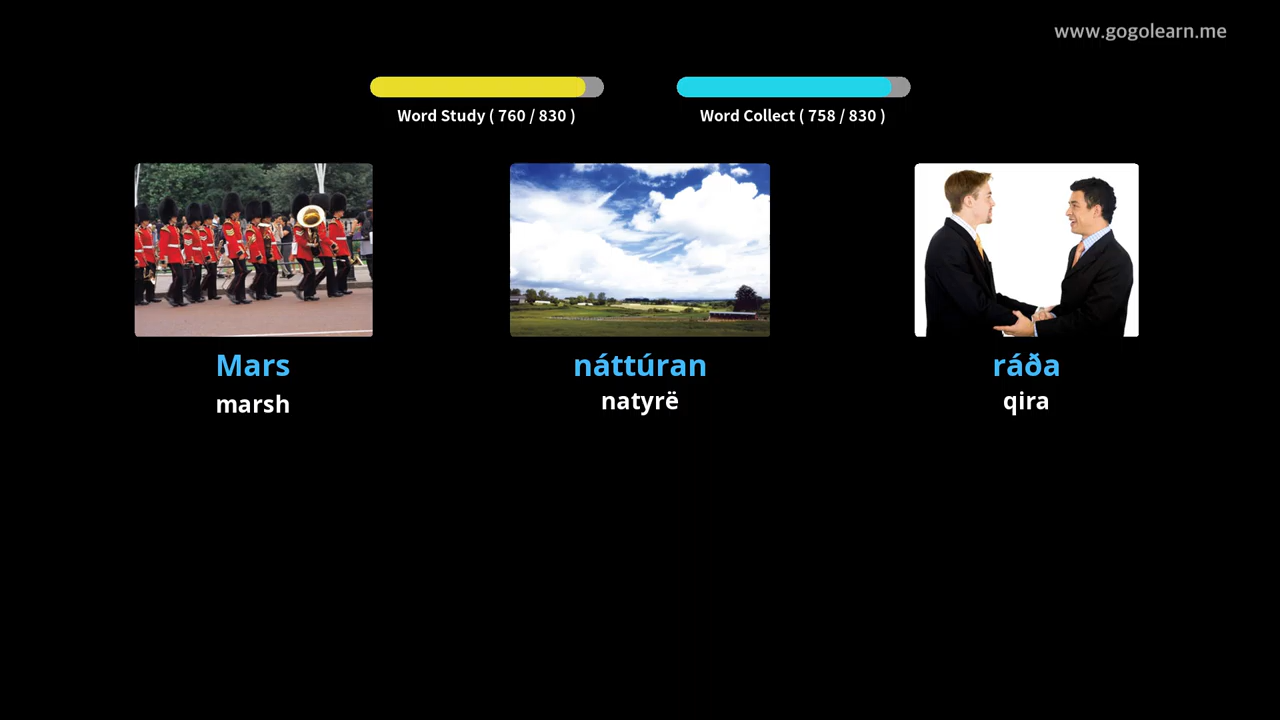 www.gogolearn.me
Word Study ( 760 / 830 )
Word Collect ( 758 / 830 )
Mars
marsh
náttúran
natyrë
ráða
qira